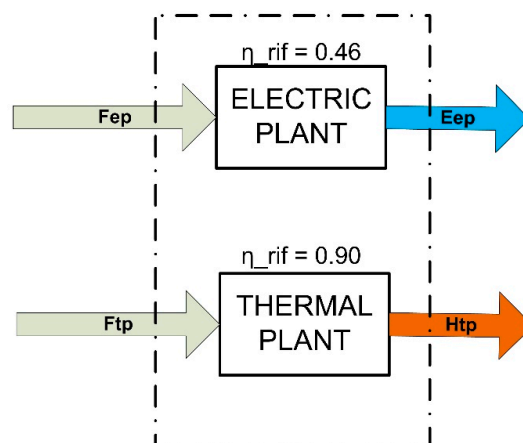 η_rif = 0.46
ELECTRIC
PLANT
Fep
Eep
η_rif = 0.90
THERMAL
PLANT
Ftp
Htp